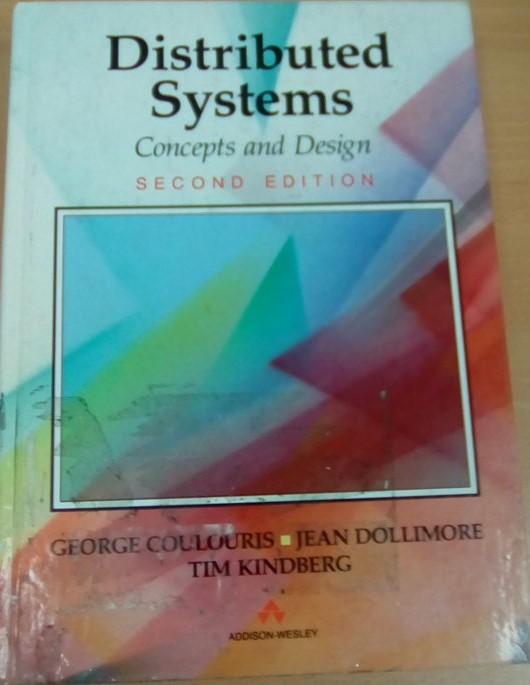 Distributed
Systems
Concepts and Design
SECOND EDITION
GEORGE COULOURIS ▪ JEAN DOLLIMORE
TIM KINDBERG
ADDISON-WESLEY